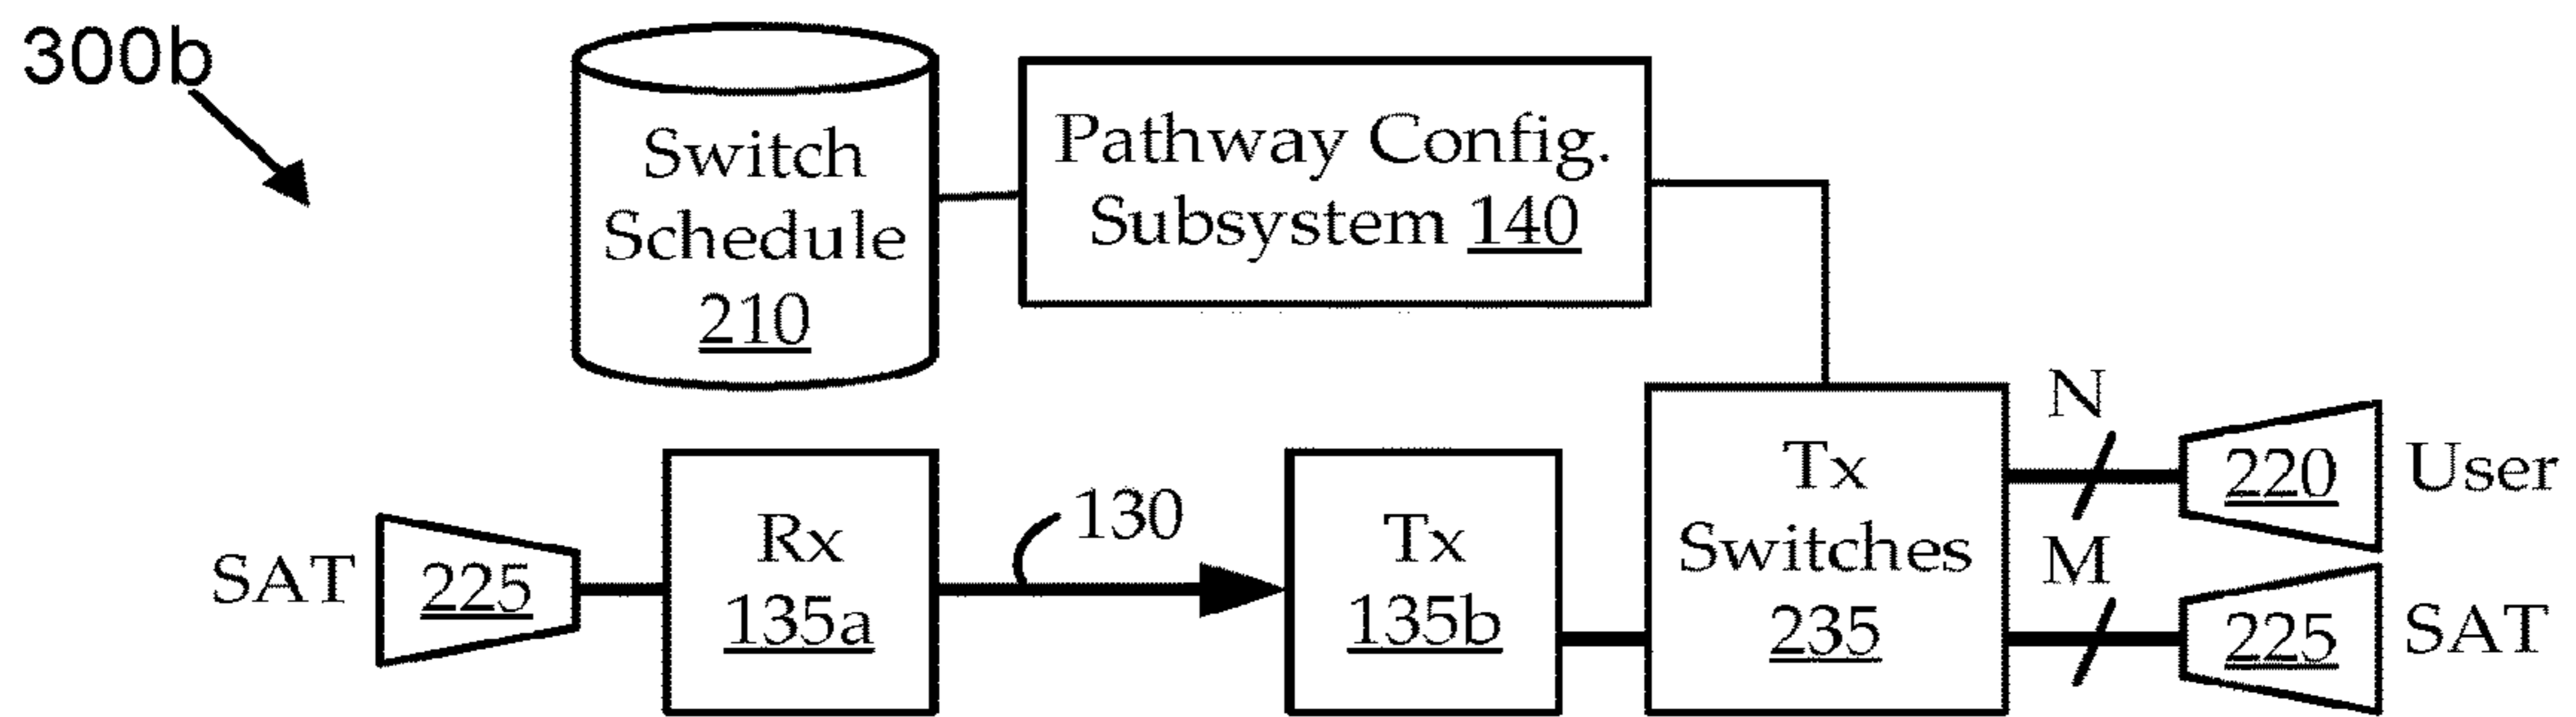 300b
Switch
Schedule
210
Pathway Config.
Subsystem 140
SAT
225
Rx
135a
130
Tx
135b
Tx
Switches
235
N
220
User
M
225
SAT